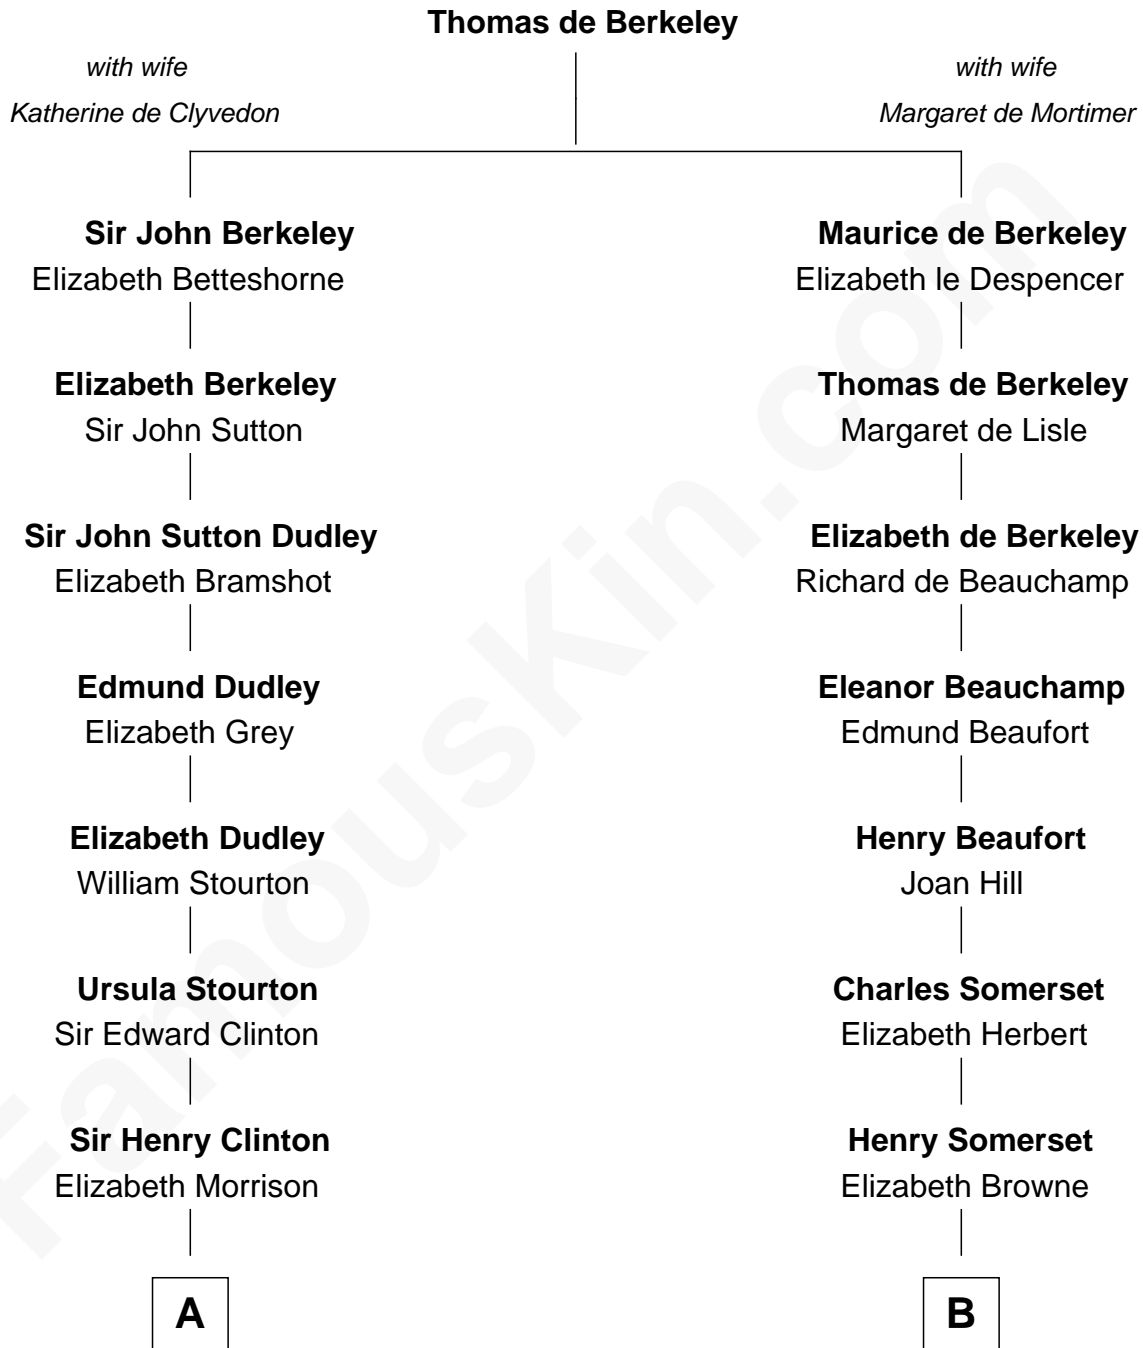 Thomas de Berkeley
with wife
Katherine de Clyvedon
with wife
Margaret de Mortimer
Sir John Berkeley
Elizabeth Betteshorne
Maurice de Berkeley
Elizabeth le Despencer
Elizabeth Berkeley
Sir John Sutton
Thomas de Berkeley
Margaret de Lisle
Sir John Sutton Dudley
Elizabeth Bramshot
Elizabeth de Berkeley
Richard de Beauchamp
Edmund Dudley
Elizabeth Grey
Eleanor Beauchamp
Edmund Beaufort
Elizabeth Dudley
William Stourton
Henry Beaufort
Joan Hill
Ursula Stourton
Sir Edward Clinton
Charles Somerset
Elizabeth Herbert
Sir Henry Clinton
Elizabeth Morrison
Henry Somerset
Elizabeth Browne
A
B
FamousKin.com